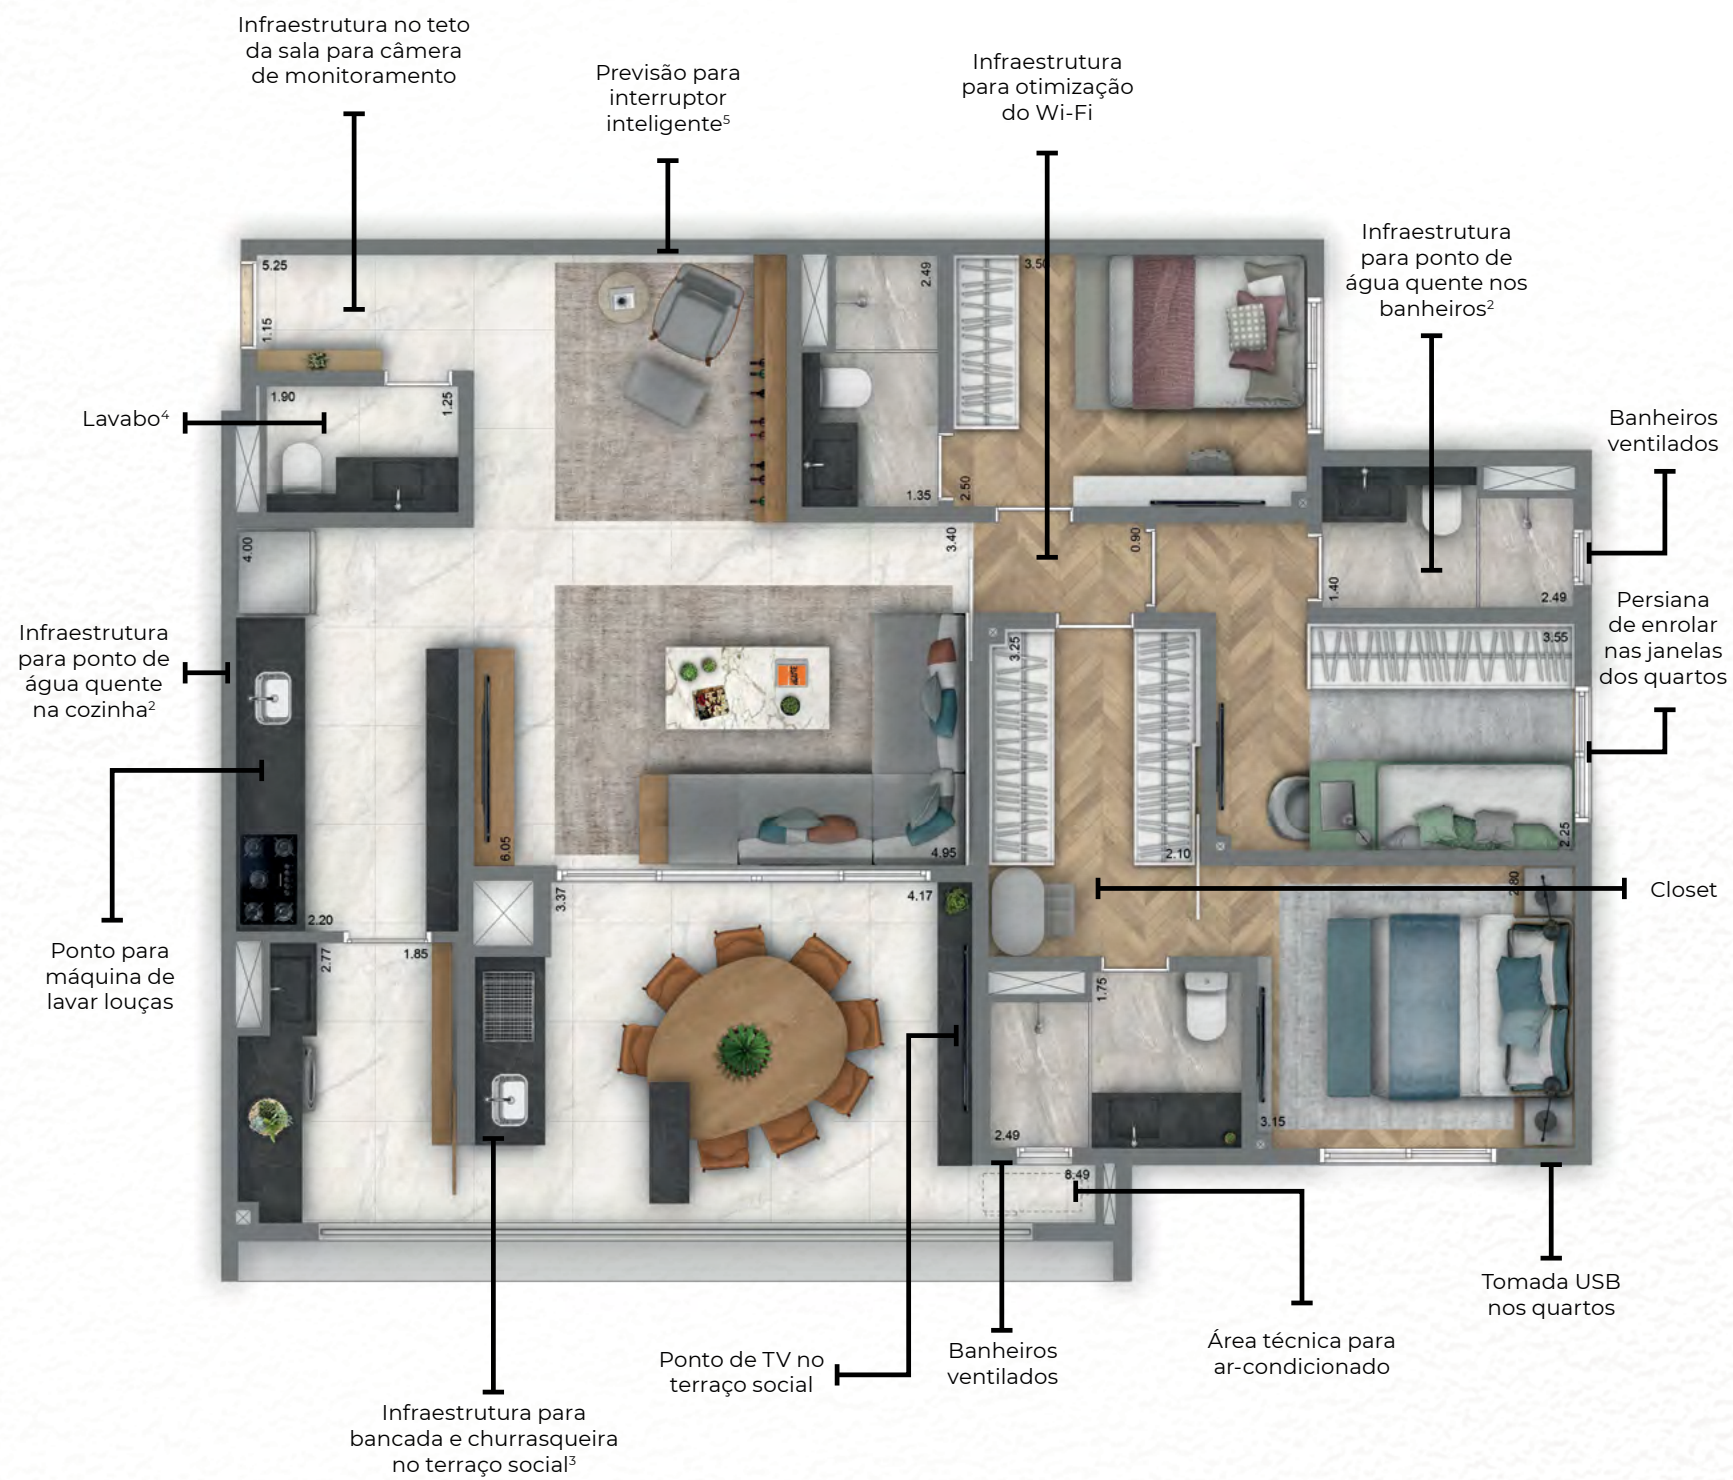 Infraestrutura no teto
da sala para câmera
de monitoramento
Previsão para
interruptor
inteligente⁵
Infraestrutura
para otimização
do Wi-Fi
Infraestrutura
para ponto de
água quente nos
banheiros²
Banheiros
ventilados
Persiana
de enrolar
nas janelas
dos quartos
Closet
Tomada USB
nos quartos
Área técnica para
ar-condicionado
Banheiros
ventilados
Ponto de TV no
terraço social
Infraestrutura para
bancada e churrasqueira
no terraço social³
Ponto para
máquina de
lavar louças
Infraestrutura
para ponto de
água quente
na cozinha²
Lavabo⁴
5.25
1.15
1.90
1.25
2.49
1.35
3.50
2.50
4.00
3.40
0.90
1.40
2.49
3.25
3.55
2.10
2.25
6.05
4.95
2.20
3.37
4.17
2.80
2.77
1.85
1.75
2.49
3.15
8.49